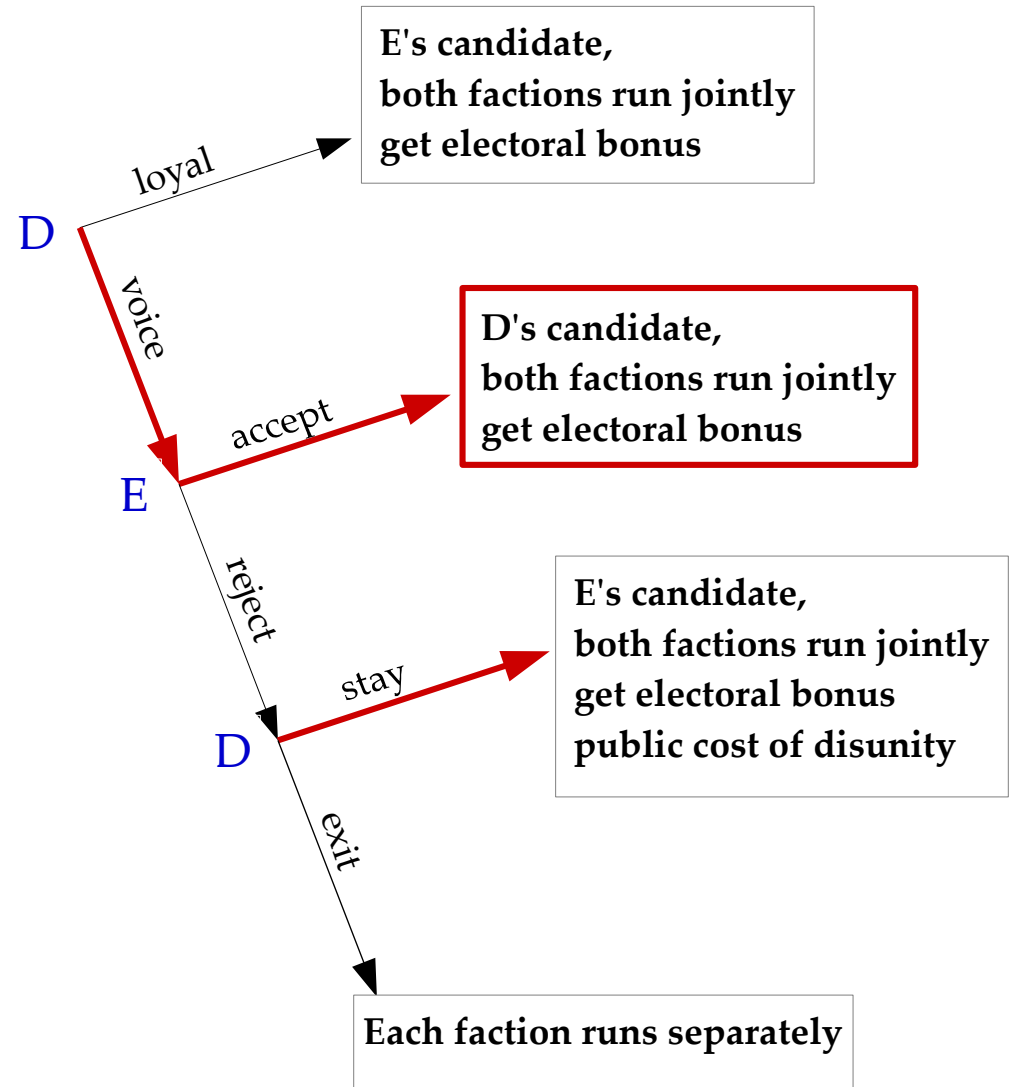 E's candidate,
both factions run jointly
get electoral bonus
loyal
D
voice
D's candidate,
both factions run jointly
get electoral bonus
accept
E
reject
E's candidate,
both factions run jointly
get electoral bonus
public cost of disunity
stay
D
exit
Each faction runs separately